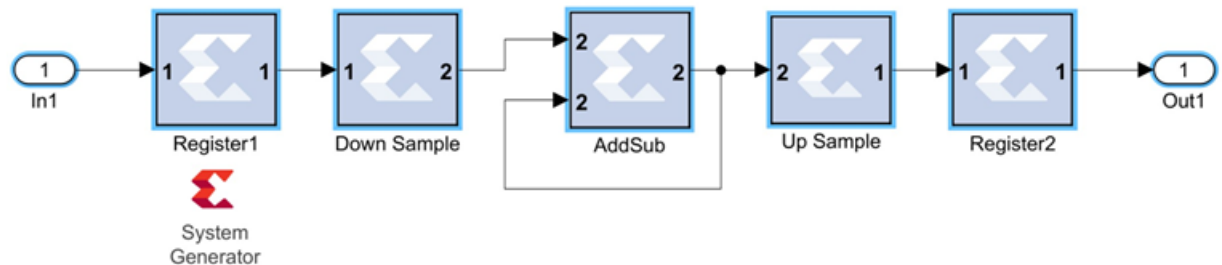 1
In1
1 1
Register1
1 2
Down Sample
2
2
2
AddSub
2 1
Up Sample
1 1
Register2
1
Out1
System
Generator